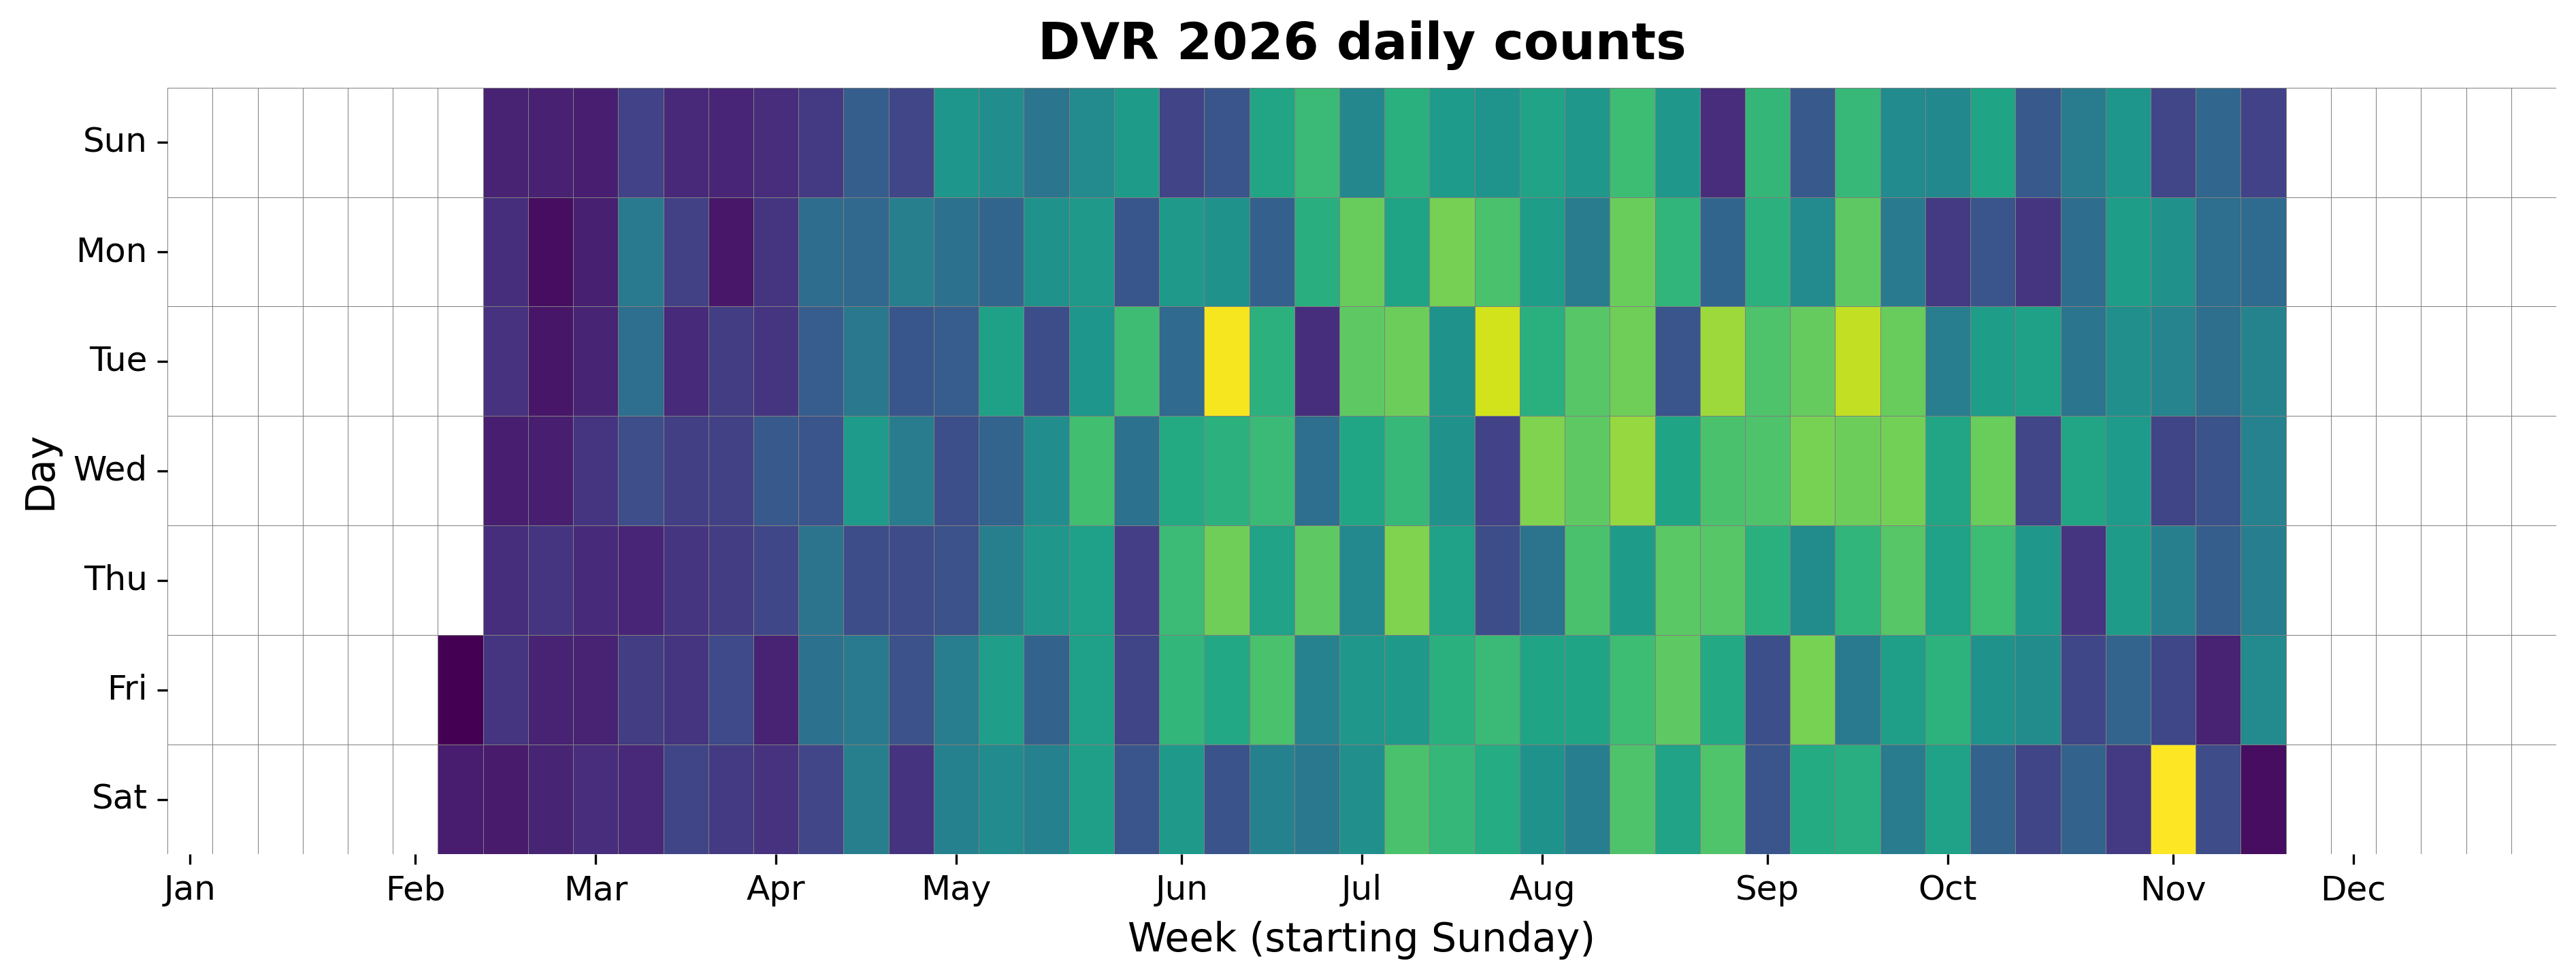 DVR 2026 daily counts
Sun
Mon
Tue
Wed
Thu
Fri
Sat
Day
Jan Feb Mar Apr May Jun Jul Aug Sep Oct Nov Dec
Week (starting Sunday)